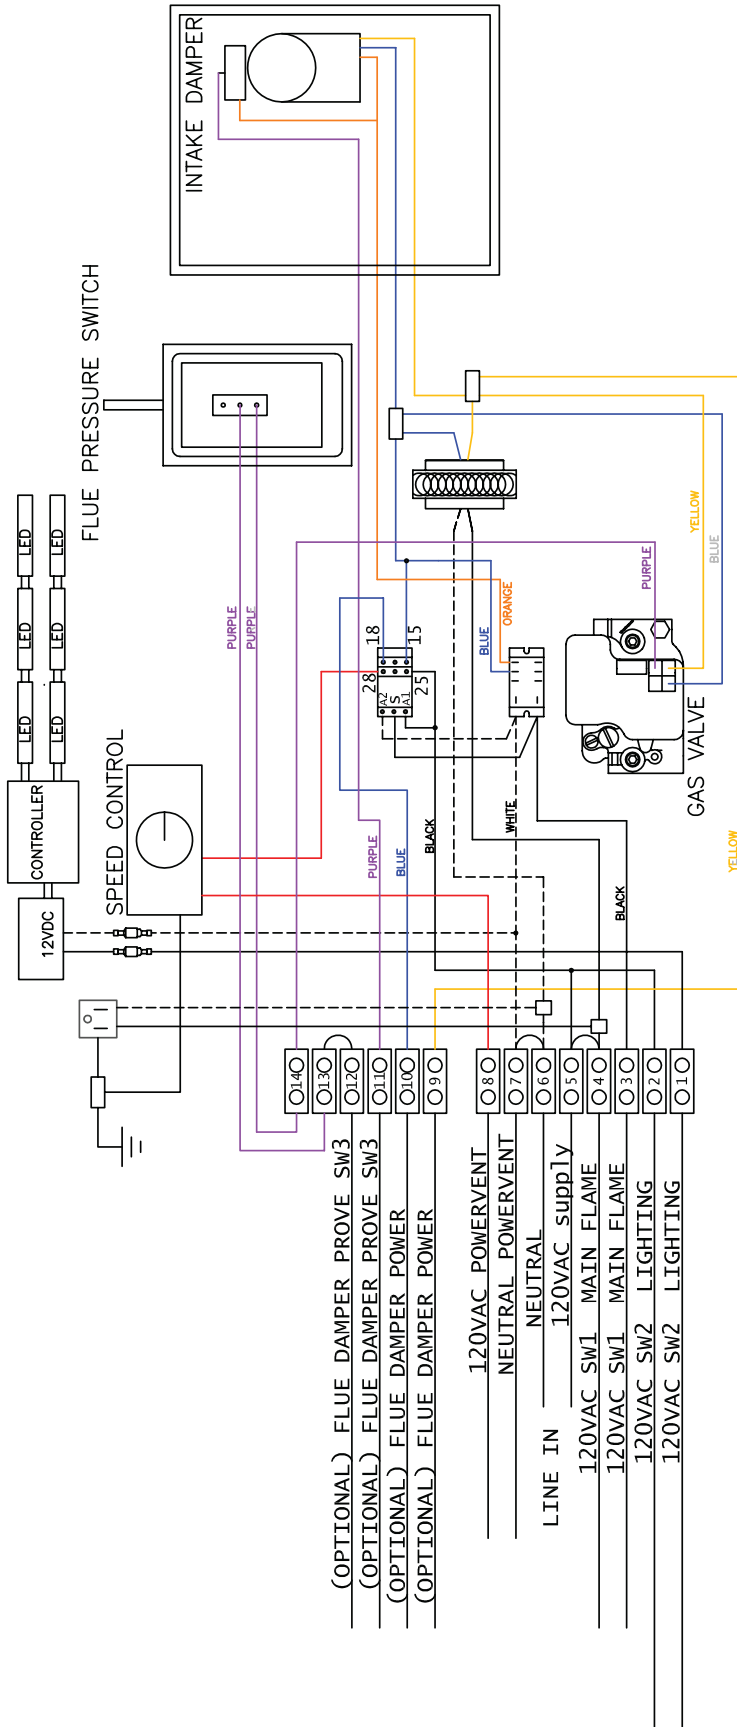 INTAKE DAMPER
FLUE PRESSURE SWITCH
LED
LED
LED
LED
LED
LED
CONTROLLER
12VDC
SPEED CONTROL
PURPLE
PURPLE
18
15
28
25
A2
S
A1
BLUE
ORANGE
PURPLE
YELLOW
BLUE
GAS VALVE
YELLOW
PURPLE
BLUE
BLACK
WHITE
BLACK
14
13
12
11
10
9
8
7
6
5
4
3
2
1
(OPTIONAL) FLUE DAMPER PROVE SW3
(OPTIONAL) FLUE DAMPER PROVE SW3
(OPTIONAL) FLUE DAMPER POWER
(OPTIONAL) FLUE DAMPER POWER
120VAC POWERVENT
NEUTRAL POWERVENT
NEUTRAL
LINE IN
120VAC supply
120VAC SW1 MAIN FLAME
120VAC SW1 MAIN FLAME
120VAC SW2 LIGHTING
120VAC SW2 LIGHTING